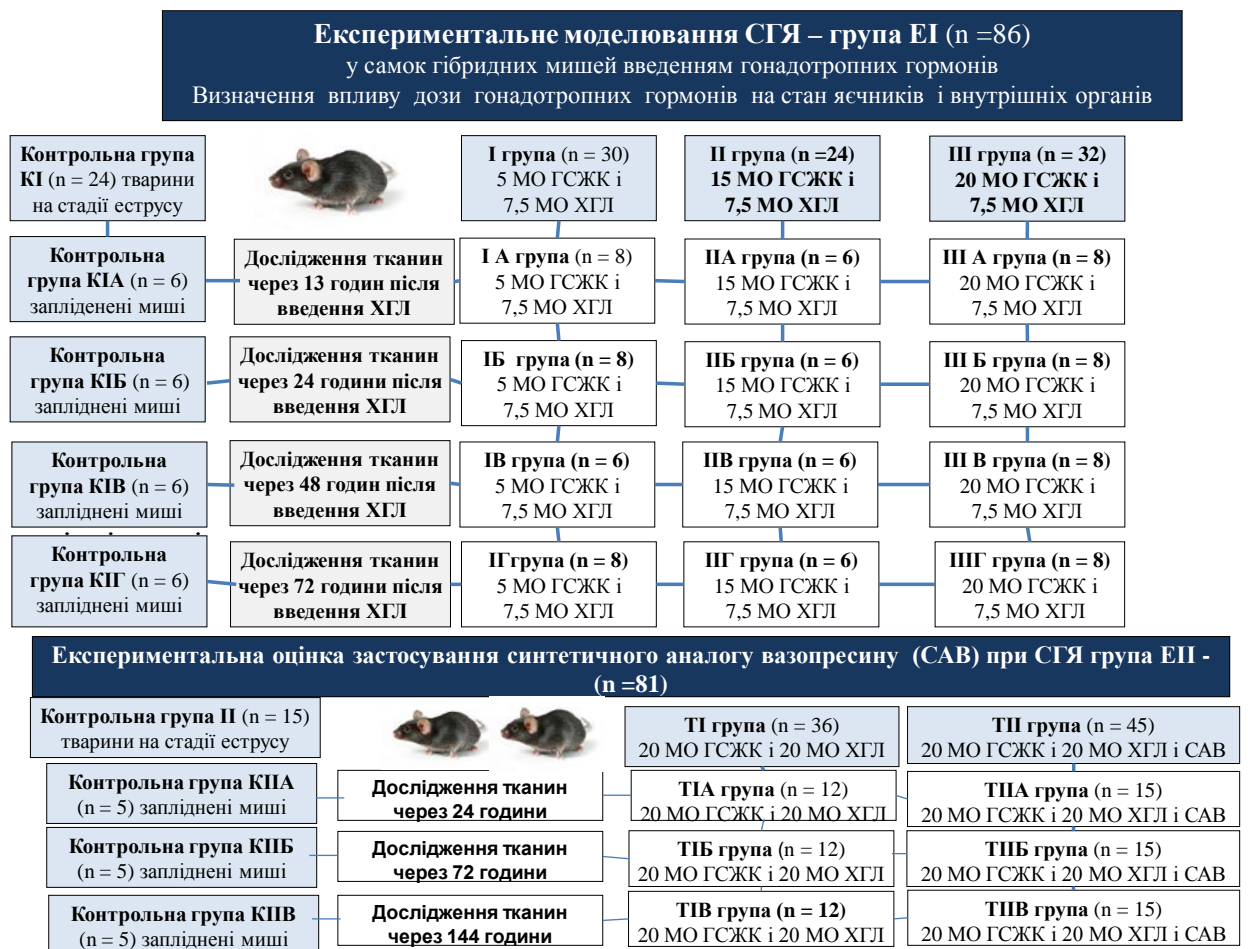 Експериментальне моделювання СГЯ – група ЕІ (n =86)
у самок гібридних мишей введенням гонадотропних гормонів
Визначення впливу дози гонадотропних гормонів на стан яєчників і внутрішніх органів
Контрольна група
КІ (n = 24) тварини
на стадії еструсу
І група (n = 30)
5 МО ГСЖК і
7,5 МО ХГЛ
ІІ група (n =24)
15 МО ГСЖК і
7,5 МО ХГЛ
ІІІ група (n = 32)
20 МО ГСЖК і
7,5 МО ХГЛ
Контрольна
група КІА (n = 6)
запліденені миші
Дослідження тканин
через 13 годин після
введення ХГЛ
І А група (n = 8)
5 МО ГСЖК і
7,5 МО ХГЛ
ІІА група (n = 6)
15 МО ГСЖК і
7,5 МО ХГЛ
ІІІ А група (n = 8)
20 МО ГСЖК і
7,5 МО ХГЛ
Контрольна
група КІБ (n = 6)
запліднені миші
Дослідження тканин
через 24 години після
введення ХГЛ
ІБ група (n = 8)
5 МО ГСЖК і
7,5 МО ХГЛ
ІІБ група (n = 6)
15 МО ГСЖК і
7,5 МО ХГЛ
ІІІ Б група (n = 8)
20 МО ГСЖК і
7,5 МО ХГЛ
Контрольна
група КІВ (n = 6)
запліднені миші
Дослідження тканин
через 48 годин після
введення ХГЛ
ІВ група (n = 6)
5 МО ГСЖК і
7,5 МО ХГЛ
ІІВ група (n = 6)
15 МО ГСЖК і
7,5 МО ХГЛ
ІІІ В група (n = 8)
20 МО ГСЖК і
7,5 МО ХГЛ
Контрольна
група КІГ (n = 6)
запліднені миші
Дослідження тканин
через 72 години після
введення ХГЛ
ІГгрупа (n = 8)
5 МО ГСЖК і
7,5 МО ХГЛ
ІІГ група (n = 6)
15 МО ГСЖК і
7,5 МО ХГЛ
ІІІГ група (n = 8)
20 МО ГСЖК і
7,5 МО ХГЛ
Експериментальна оцінка застосування синтетичного аналогу вазопресину (САВ) при СГЯ група ЕІІ -
(n =81)
Контрольна група ІІ (n = 15)
тварини на стадії еструсу
ТІ група (n = 36)
20 МО ГСЖК і 20 МО ХГЛ
ТІІ група (n = 45)
20 МО ГСЖК і 20 МО ХГЛ і САВ
Контрольна група КІІА
(n = 5) запліднені миші
Дослідження тканин
через 24 години
ТІА група (n = 12)
20 МО ГСЖК і 20 МО ХГЛ
ТІІА група (n = 15)
20 МО ГСЖК і 20 МО ХГЛ і САВ
Контрольна група КІІБ
(n = 5) запліднені миші
Дослідження тканин
через 72 години
ТІБ група (n = 12)
20 МО ГСЖК і 20 МО ХГЛ
ТІІБ група (n = 15)
20 МО ГСЖК і 20 МО ХГЛ і САВ
Контрольна група КІІВ
(n = 5) запліднені миші
Дослідження тканин
через 144 години
ТІВ група (n = 12)
20 МО ГСЖК і 20 МО ХГЛ
ТІІВ група (n = 15)
20 МО ГСЖК і 20 МО ХГЛ і САВ